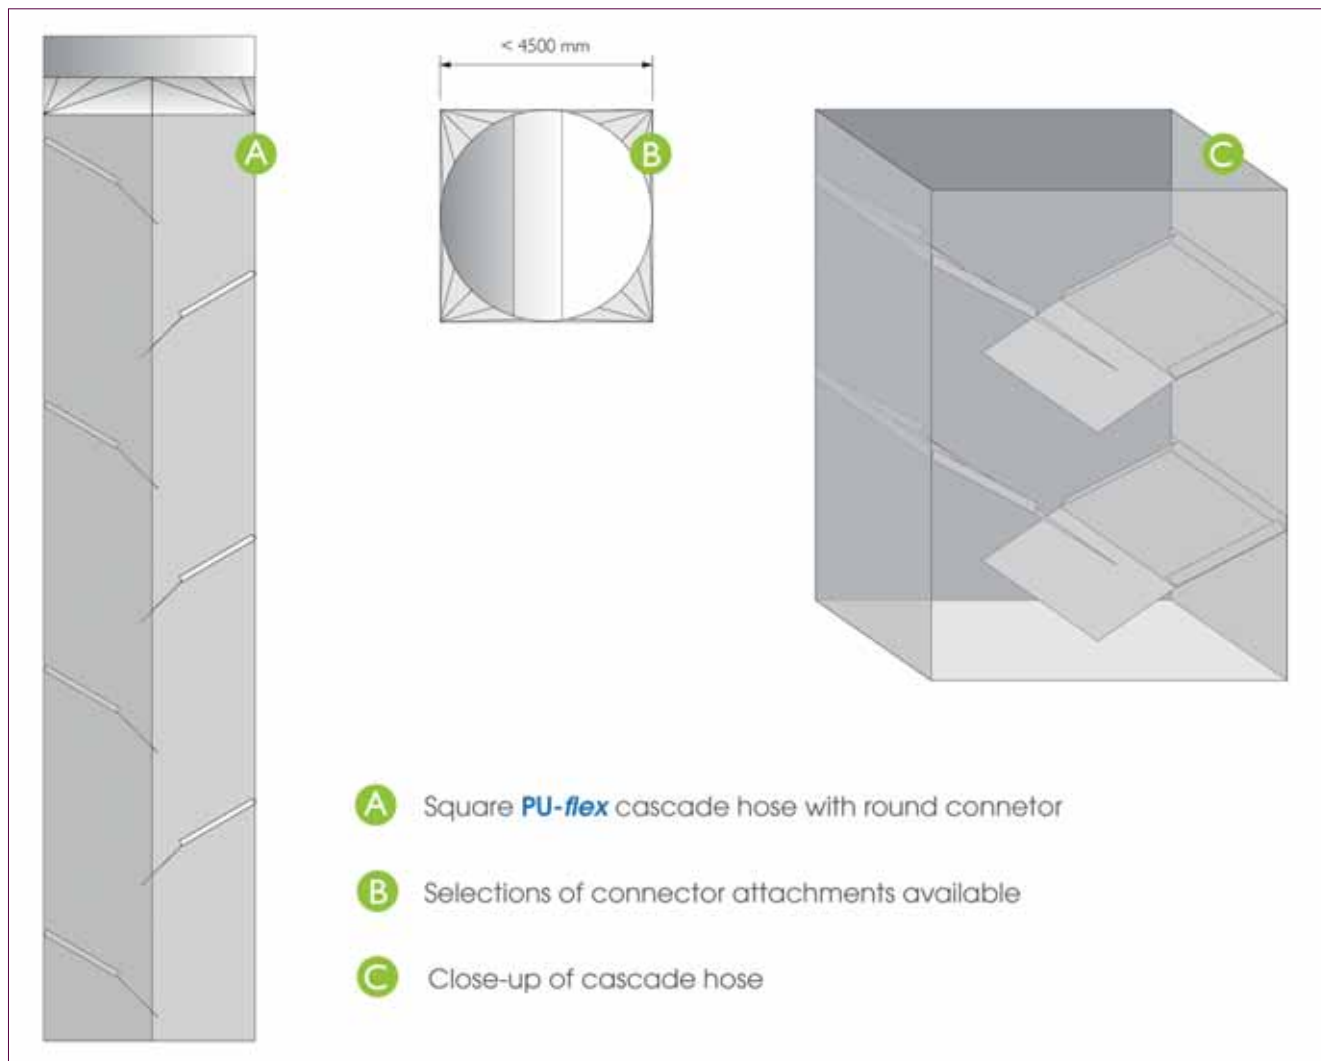 < 4500 mm
A
B
C
A Square PU-flex cascade hose with round connetor
B Selections of connector attachments available
C Close-up of cascade hose